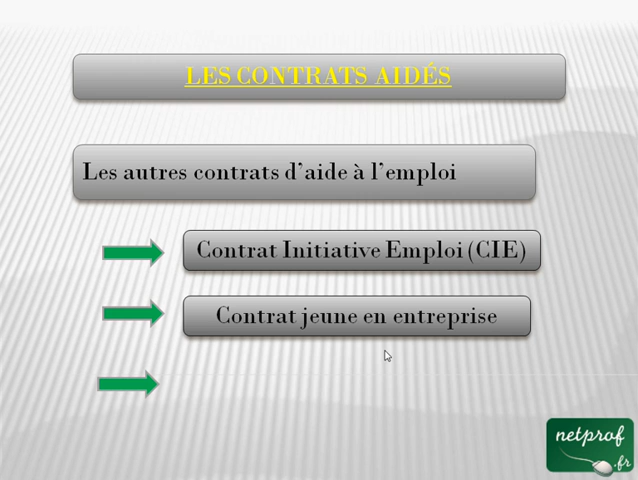 LES CONTRATS AIDÉS
Les autres contrats d’aide à l’emploi
Contrat Initiative Emploi (CIE)
Contrat jeune en entreprise
netprof
.fr